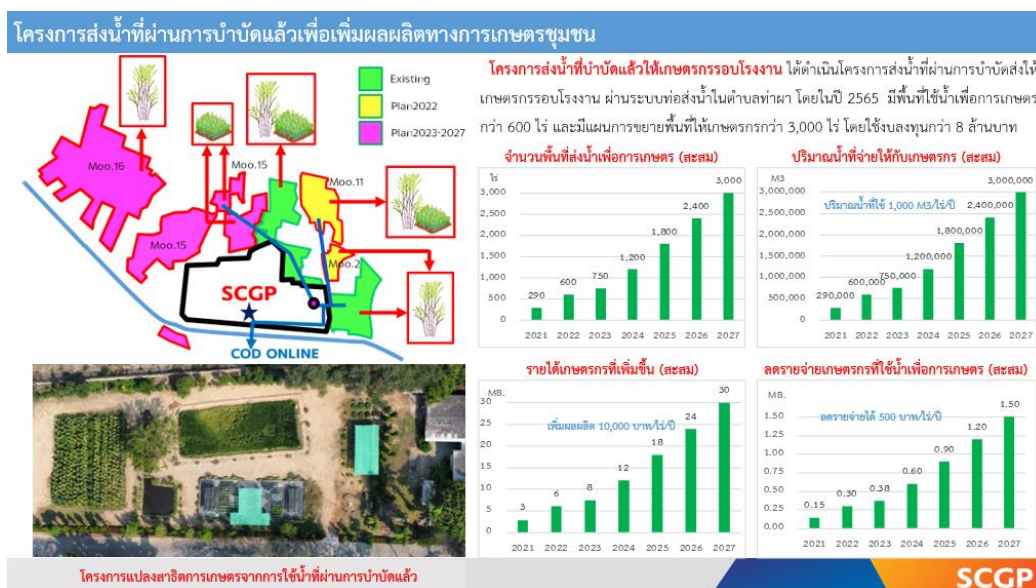 โครงการส่งน้ำที่ผ่านการบำบัดแล้วเพื่อเพิ่มผลผลิตทางการเกษตรชุมชน
Existing
Plan2022
Plan2023-2027
Moo.16
Moo.15
Moo.11
Moo.15
Moo.2
SCGP
COD ONLINE
โครงการส่งน้ำที่บำบัดแล้วให้เกษตรกรรอบโรงงาน ได้ดำเนินโครงการส่งน้ำที่ผ่านการบำบัดส่งให้
เกษตรกรรอบโรงงาน ผ่านระบบท่อส่งน้ำในตำบลท่าผา โดยในปี 2565 มีพื้นที่ใช้น้ำเพื่อการเกษตร
กว่า 600 ไร่ และมีแผนการขยายพื้นที่ให้เกษตรกรกว่า 3,000 ไร่ โดยใช้งบลงทุนกว่า 8 ล้านบาท
จำนวนพื้นที่ส่งน้ำเพื่อการเกษตร (สะสม)
ไร่
3,000
2,500
2,000
1,500
1,000
500
0
290
600
750
1,200
1,800
2,400
3,000
2021 2022 2023 2024 2025 2026 2027
ปริมาณน้ำที่จ่ายให้กับเกษตรกร (สะสม)
M3
ปริมาณน้ำที่ใช้ 1,000 M3/ไร่/ปี
3,000,000
2,500,000
2,000,000
1,500,000
1,000,000
500,000
0
290,000
600,000
750,000
1,200,000
1,800,000
2,400,000
3,000,000
2021 2022 2023 2024 2025 2026 2027
รายได้เกษตรกรที่เพิ่มขึ้น (สะสม)
MB.
เพิ่มผลผลิต 10,000 บาท/ไร่/ปี
30
25
20
15
10
5
0
3
6
8
12
18
24
30
2021 2022 2023 2024 2025 2026 2027
ลดรายจ่ายเกษตรกรที่ใช้น้ำเพื่อการเกษตร (สะสม)
MB.
ลดรายจ่ายได้ 500 บาท/ไร่/ปี
1.50
1.25
1.00
0.75
0.50
0.25
0.00
0.15
0.30
0.38
0.60
0.90
1.20
1.50
2021 2022 2023 2024 2025 2026 2027
โครงการแปลงสาธิตการเกษตรจากการใช้น้ำที่ผ่านการบำบัดแล้ว
SCGP